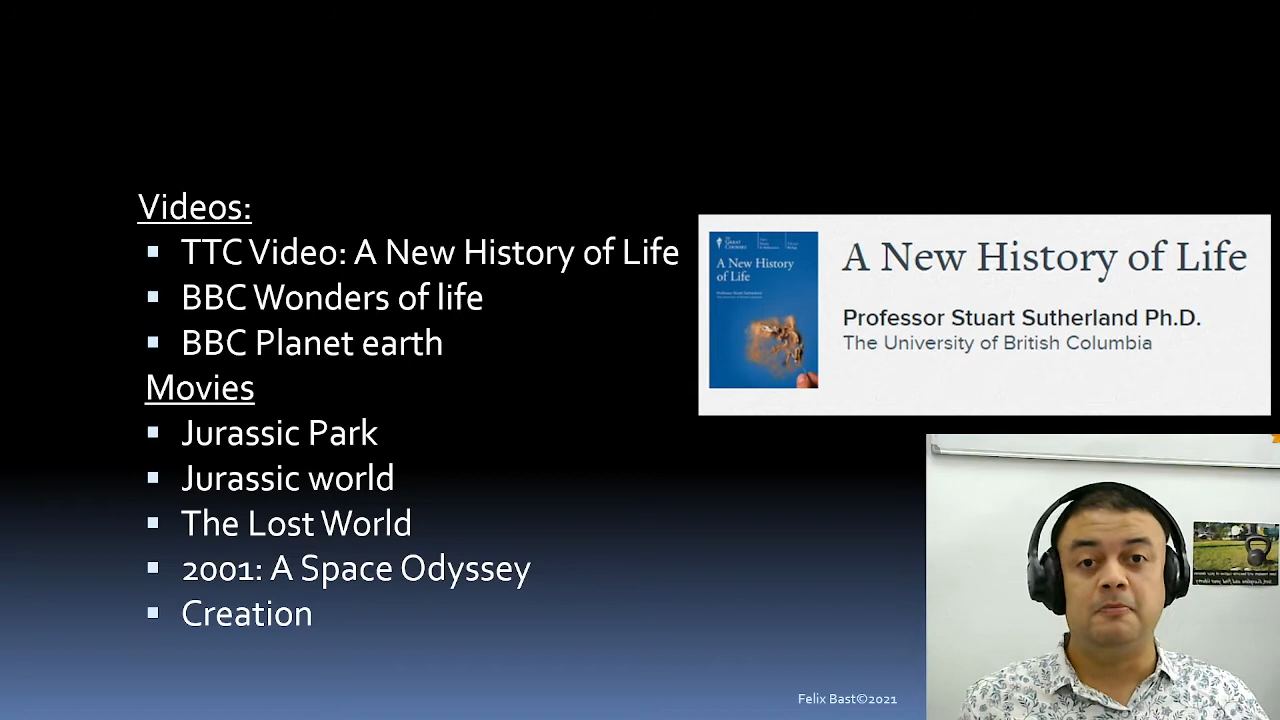 Videos:
TTC Video: A New History of Life
BBC Wonders of life
BBC Planet earth
Movies
Jurassic Park
Jurassic world
The Lost World
2001: A Space Odyssey
Creation
A New History
of Life
A New History of Life
Professor Stuart Sutherland Ph.D.
The University of British Columbia
Felix Bast©2021